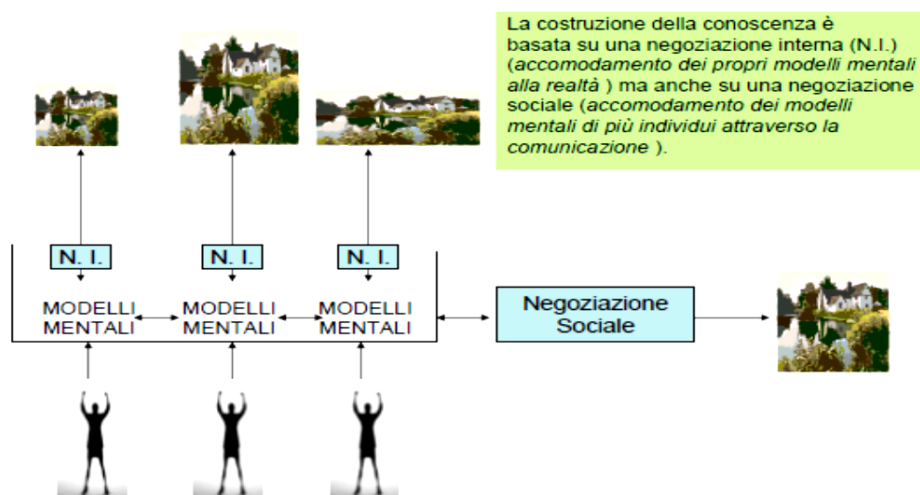 La costruzione della conoscenza è
basata su una negoziazione interna (N.I.)
(accomodamento dei propri modelli mentali
alla realtà ) ma anche su una negoziazione
sociale (accomodamento dei modelli
mentali di più individui attraverso la
comunicazione ).
N. I.
N. I.
N. I.
MODELLI
MENTALI
MODELLI
MENTALI
MODELLI
MENTALI
Negoziazione
Sociale